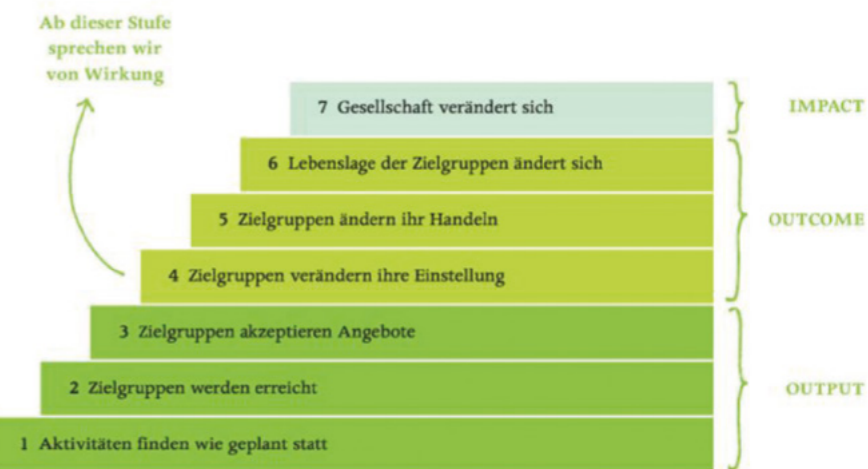 Ab dieser Stufe
sprechen wir
von Wirkung
7 Gesellschaft verändert sich
IMPACT
6 Lebenslage der Zielgruppen ändert sich
5 Zielgruppen ändern ihr Handeln
OUTCOME
4 Zielgruppen verändern ihre Einstellung
3 Zielgruppen akzeptieren Angebote
2 Zielgruppen werden erreicht
OUTPUT
1 Aktivitäten finden wie geplant statt